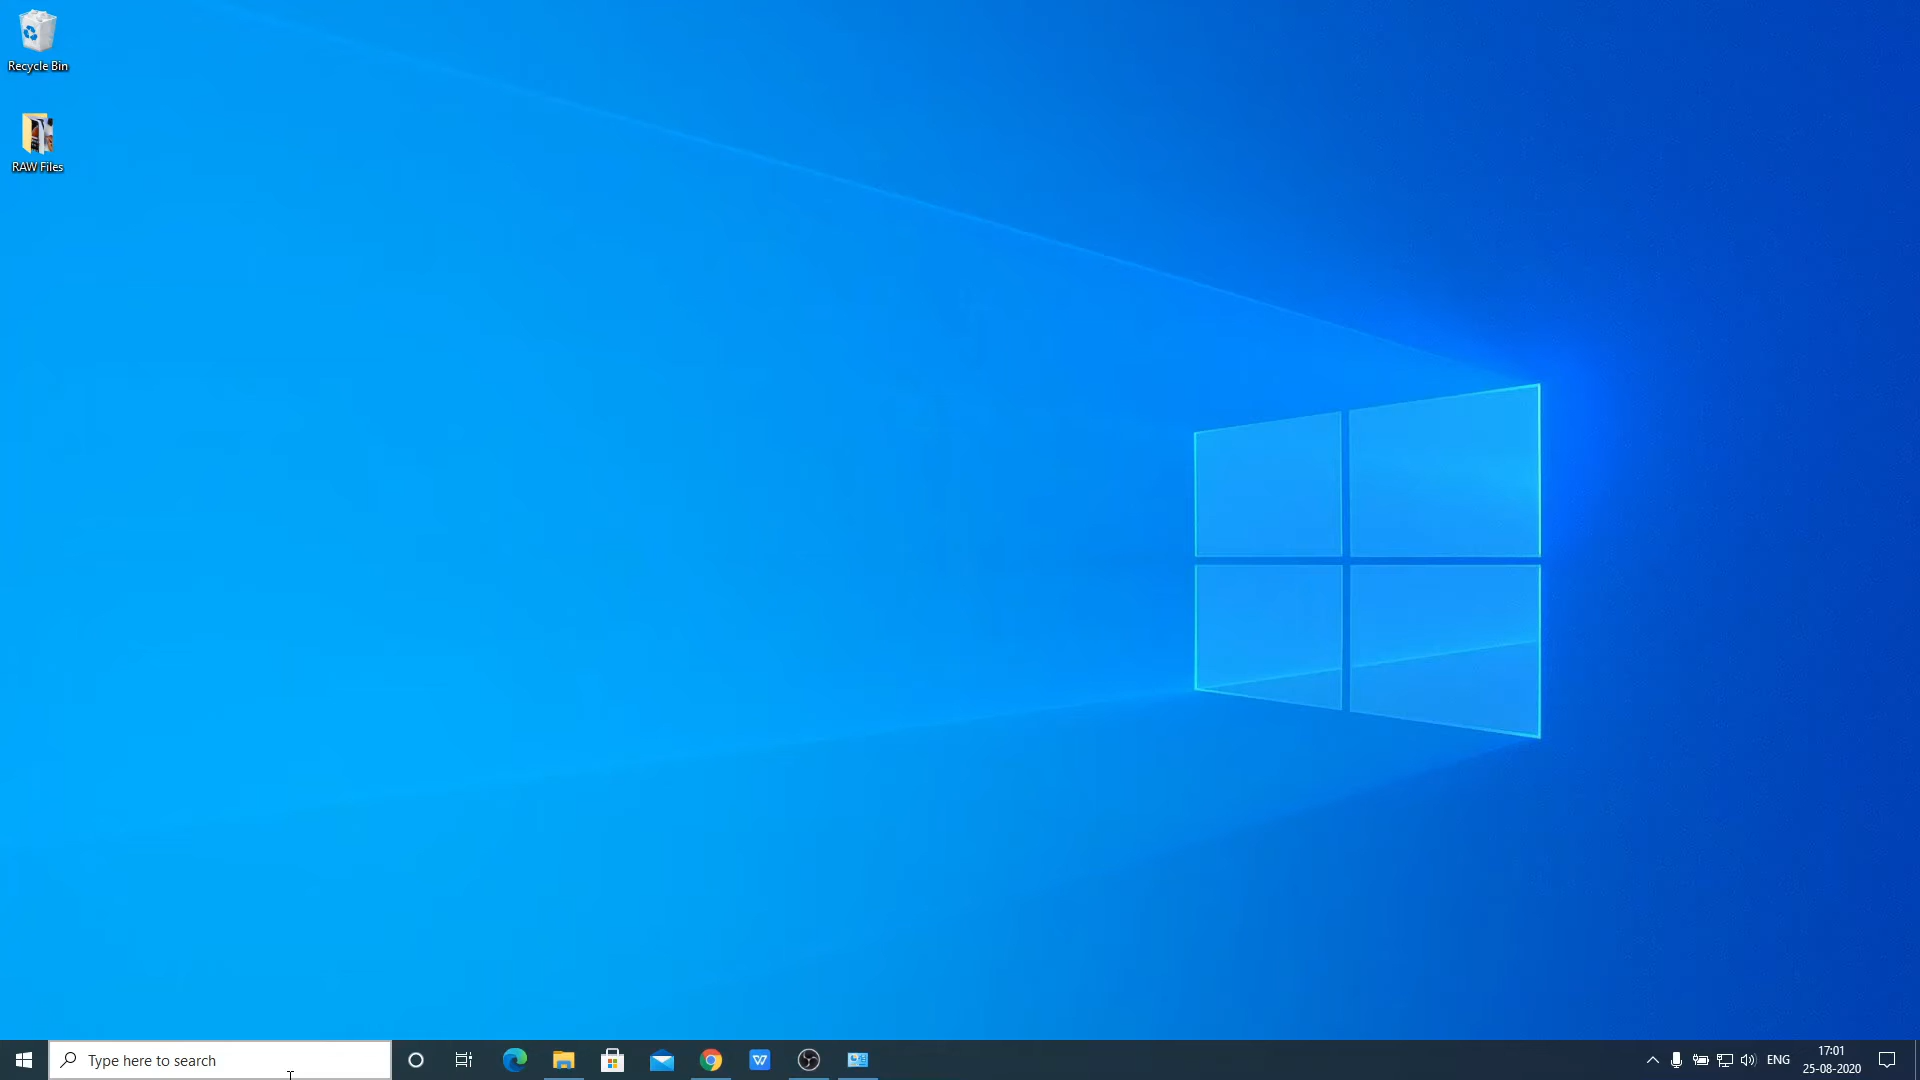 Recycle Bin
RAW Files
Type here to search
ENG
17:01
25-08-2020